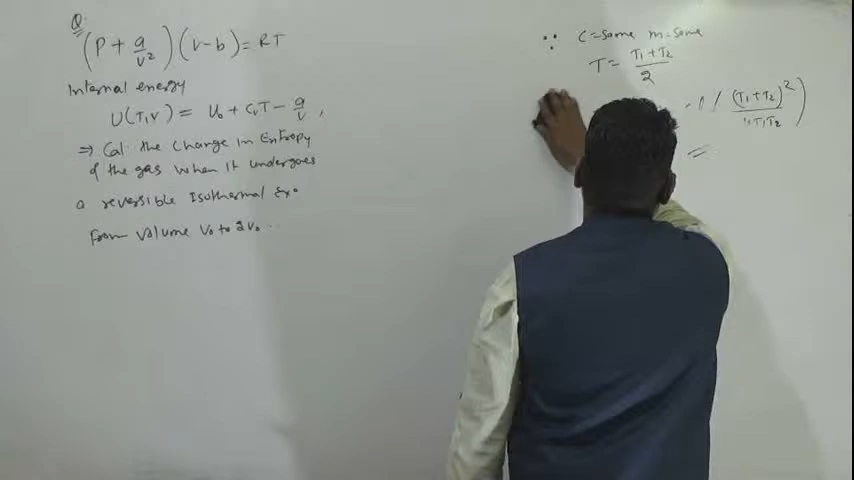 Q.
(P + a/v²) (v-b) = RT
Internal energy
U(T,V) = U₀ + CᵥT - a/v,
⇒ Cal. the change in Entropy
of the gas when it undergoes
a reversible Isothermal Exp
from volume V₀ to 2V₀ ...
∵ C=same m=same
T = T₁+T₂/2
(T₁+T₂)²/4T₁T₂)
=